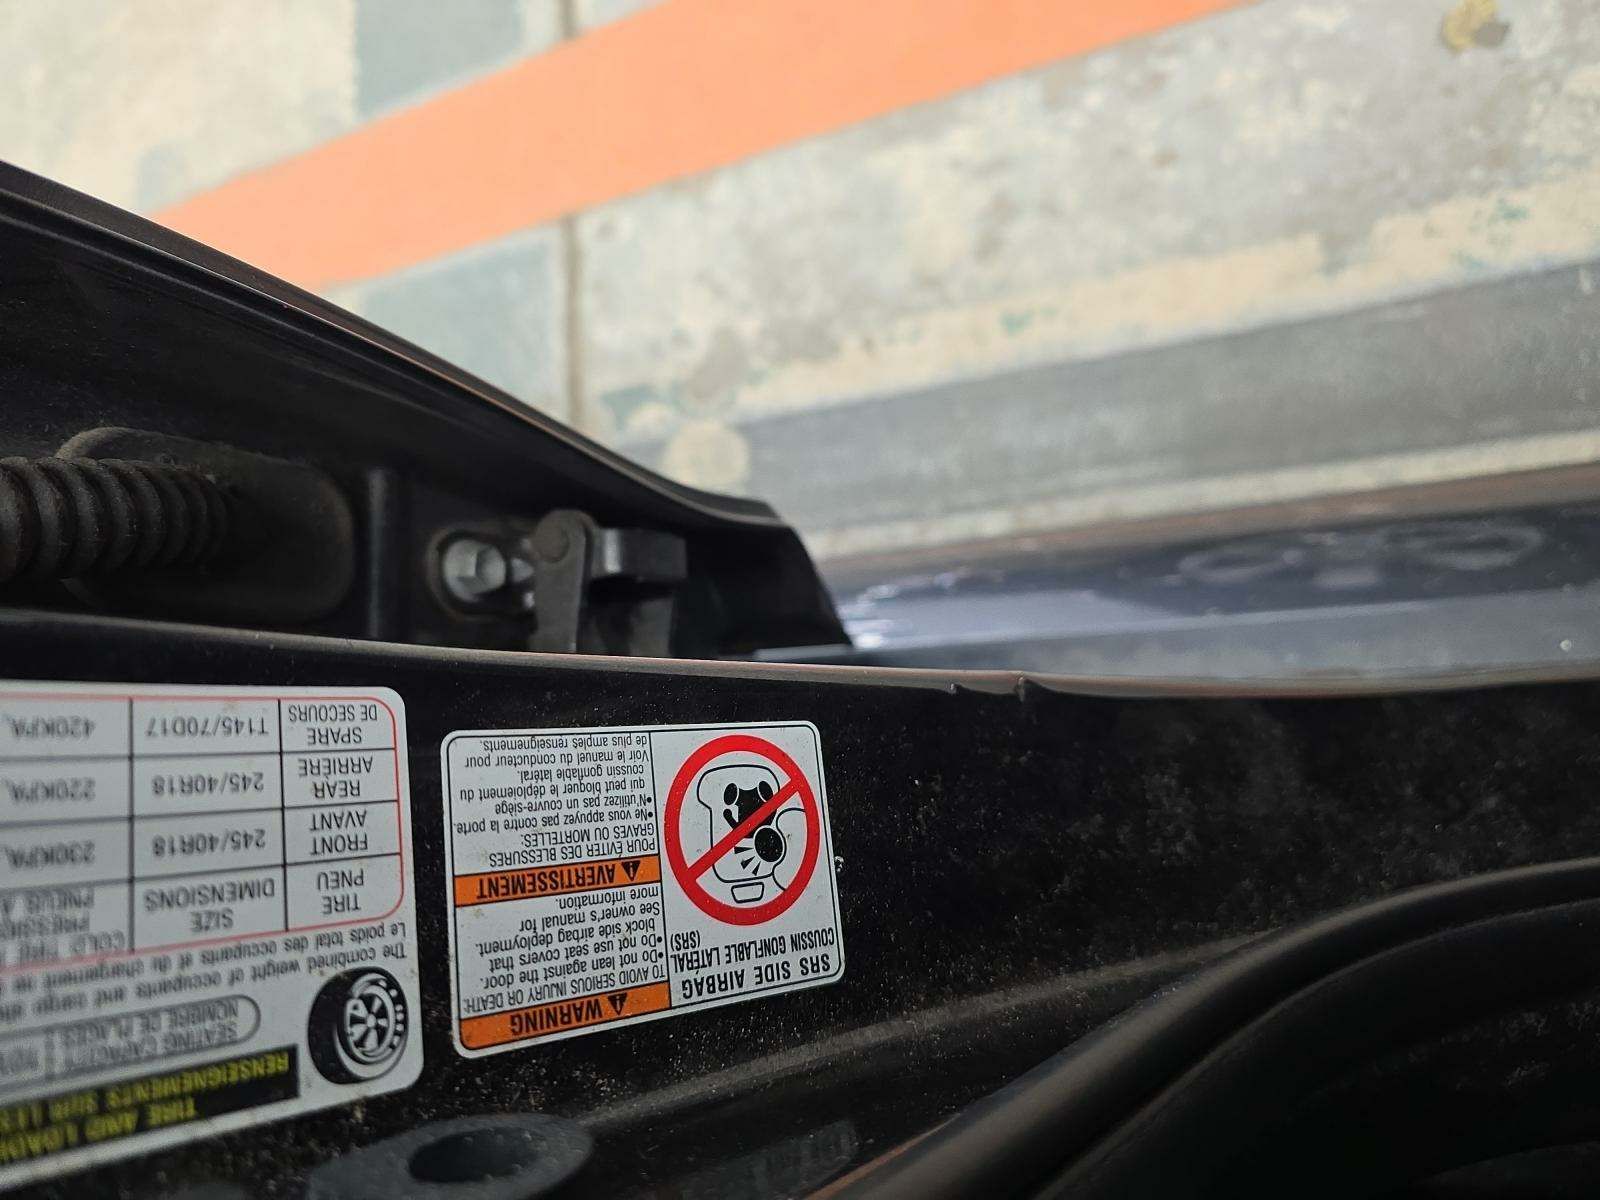 TIRE AND LOADI
RENSEIGNEMENTS SUR LES
SEATING CAPACITY
NOMBRE DE PLACES
The combined weight of occupants and cargo sh
Le poids total des occupants et du chargement ne
TIRE
PNEU
SIZE
DIMENSIONS
COLD TIRE
FRONT
AVANT
245/40R18
230KPA,
REAR
ARRIÈRE
245/40R18
220KPA,
SPARE
DE SECOURS
T145/70D17
420KPA,
SRS SIDE AIRBAG
COUSSIN GONFLABLE LATÉRAL
(SRS)
WARNING
TO AVOID SERIOUS INJURY OR DEATH:
•Do not lean against the door.
•Do not use seat covers that
block side airbag deployment.
See owner's manual for
more information.
AVERTISSEMENT
POUR ÉVITER DES BLESSURES
GRAVES OU MORTELLES:
•Ne vous appuyez pas contre la porte.
•N'utilizez pas un couvre-siège
qui peut bloquer le déploiement du
coussin gonflable latéral.
Voir le manuel du conducteur pour
de plus amples renseignements.